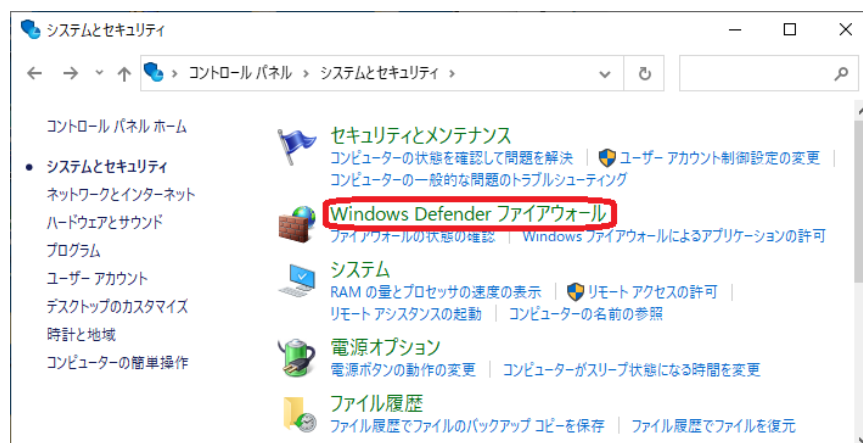 システムとセキュリティ
コントロール パネル › システムとセキュリティ ›
コントロール パネル ホーム
システムとセキュリティ
ネットワークとインターネット
ハードウェアとサウンド
プログラム
ユーザー アカウント
デスクトップのカスタマイズ
時計と地域
コンピューターの簡単操作
セキュリティとメンテナンス
コンピューターの状態を確認して問題を解決 | ユーザー アカウント制御設定の変更 |
コンピューターの一般的な問題のトラブルシューティング
Windows Defender ファイアウォール
ファイアウォールの状態の確認 | Windows ファイアウォールによるアプリケーションの許可
システム
RAM の量とプロセッサの速度の表示 | リモート アクセスの許可 |
リモート アシスタンスの起動 | コンピューターの名前の参照
電源オプション
電源ボタンの動作の変更 | コンピューターがスリープ状態になる時間を変更
ファイル履歴
ファイル履歴でファイルのバックアップ コピーを保存 | ファイル履歴でファイルを復元